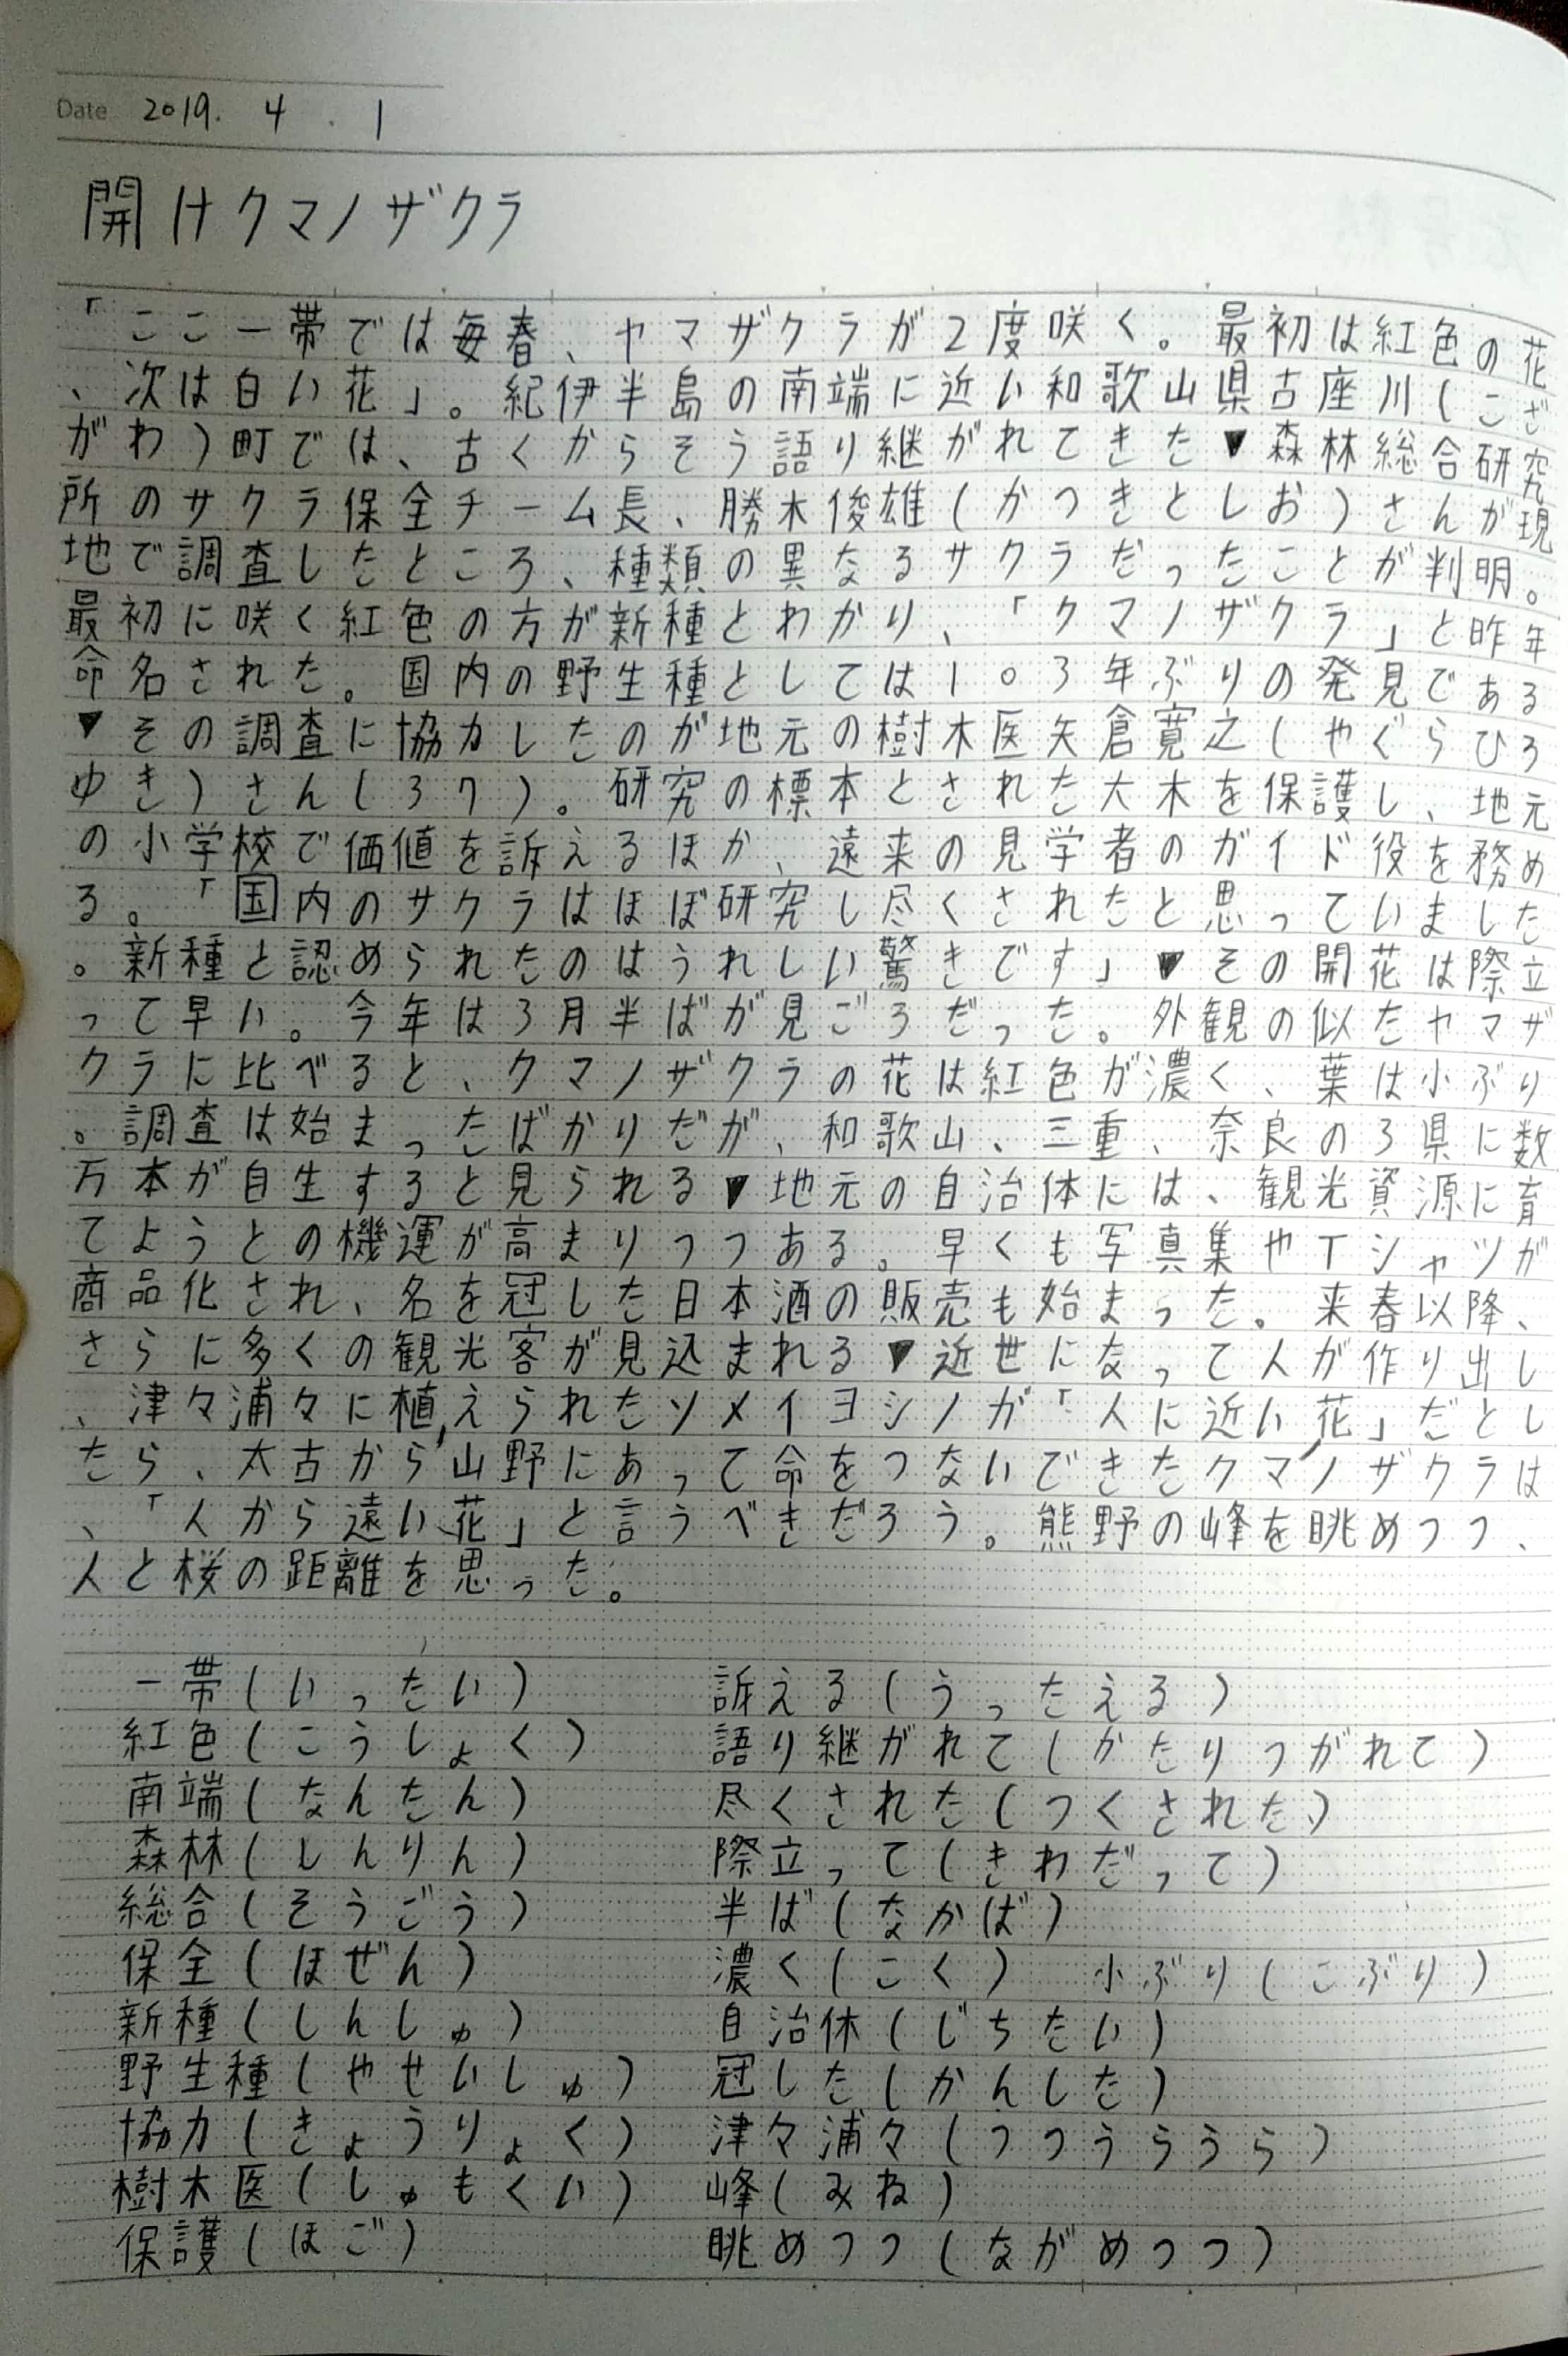 Date 2019. 4. 1
開けクマノザクラ
「ここ一帯では毎春、ヤマザクラが2度咲く。最初は紅色の花
、次は白い花」。紀伊半島の南端に近い和歌山県古座川(こざ
がわ)町では、古くからそう語り継がれてきた▼森林総合研究
所のサクラ保全チーム長、勝木俊雄(かつきとしお)さんが現
地で調査したところ、種類の異なるサクラだったことが判明。
最初に咲く紅色の方が新種とわかり、「クマノザクラ」と昨年
命名された。国内の野生種としては103年ぶりの発見である
▼その調査に協力したのが地元の樹木医矢倉寛之(やぐらひろ
ゆき)さん(37)。研究の標本とされた大木を保護し、地元
の小学校で価値を訴えるほか、遠来の見学者のガイド役を務め
る。「国内のサクラはほぼ研究し尽くされたと思っていました
。新種と認められたのはうれしい驚きです」▼その開花は際立
って早い。今年は3月半ばが見ごろだった。外観の似たヤマザ
クラに比べると、クマノザクラの花は紅色が濃く、葉は小ぶり
。調査は始まったばかりだが、和歌山、三重、奈良の3県に数
万本が自生すると見られる▼地元の自治体には、観光資源に育
てようとの機運が高まりつつある。早くも写真集やTシャツが
商品化され、名を冠した日本酒の販売も始まった。来春以降、
さらに多くの観光客が見込まれる▼近世になって人が作り出し
、津々浦々に植えられたソメイヨシノが「人に近い花」だとし
たら、太古から山野にあって命をつないできたクマノザクラは
、「人から遠い花」と言うべきだろう。熊野の峰を眺めつつ、
人と桜の距離を思った。
一帯(いったい)　訴える(うったえる)
紅色(こうしょく)　語り継がれて(かたりつがれて)
南端(なんたん)　尽くされた(つくされた)
森林(しんりん)　際立って(きわだって)
総合(そうごう)　半ば(なかば)
保全(ほぜん)　濃く(こく)　小ぶり(こぶり)
新種(しんしゅ)　自治体(じちたい)
野生種(やせいしゅ)　冠した(かんした)
協力(きょうりょく)　津々浦々(つつうらうら)
樹木医(しゅもくい)　峰(みね)
保護(ほご)　眺めつつ(ながめつつ)